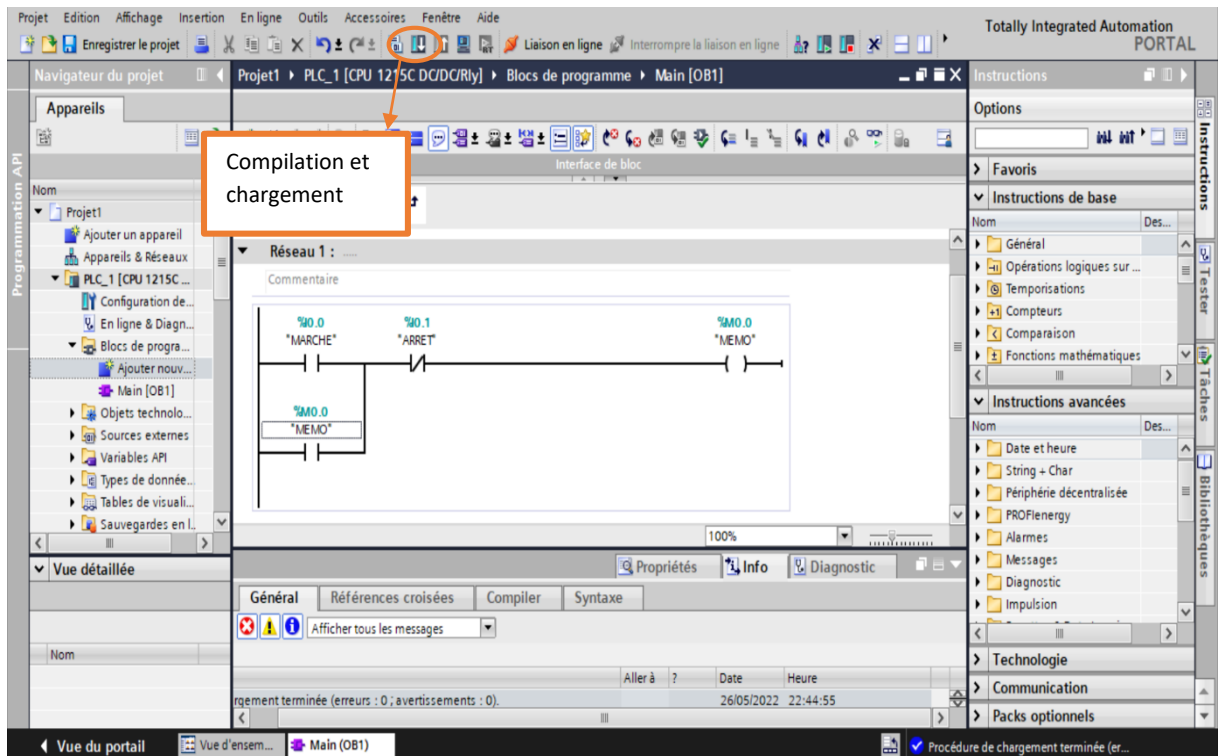 Projet Edition Affichage Insertion En ligne Outils Accessoires Fenêtre Aide
Totally Integrated Automation
PORTAL
Enregistrer le projet
Liaison en ligne
Interrompre la liaison en ligne
Navigateur du projet
Projet1 PLC_1 [CPU 1215C DC/DC/Rly] Blocs de programme Main [OB1]
Instructions
Appareils
Options
Compilation et
chargement
Interface de bloc
Programmation API
Nom
Projet1
Ajouter un appareil
Appareils & Réseaux
PLC_1 [CPU 1215C ...
Configuration de...
En ligne & Diagn...
Blocs de progra...
Ajouter nouv...
Main [OB1]
Objets technolo...
Sources externes
Variables API
Types de donnée...
Tables de visuali...
Sauvegardes en l..
Vue détaillée
Nom
Réseau 1 : .....
Commentaire
%I0.0
"MARCHE"
%I0.1
"ARRET"
%M0.0
"MEMO"
%M0.0
"MEMO"
100%
Propriétés
Info
Diagnostic
Général Références croisées Compiler Syntaxe
Afficher tous les messages
Aller à ? Date Heure
rgement terminée (erreurs : 0 ; avertissements : 0). 26/05/2022 22:44:55
Favoris
Instructions de base
Nom Des...
Général
Opérations logiques sur ...
Temporisations
Compteurs
Comparaison
Fonctions mathématiques
Instructions avancées
Nom Des...
Date et heure
String + Char
Périphérie décentralisée
PROFIenergy
Alarmes
Messages
Diagnostic
Impulsion
Technologie
Communication
Packs optionnels
Instructions
Tester
Tâches
Bibliothèques
Vue du portail
Vue d'ensem...
Main (OB1)
Procédure de chargement terminée (er...